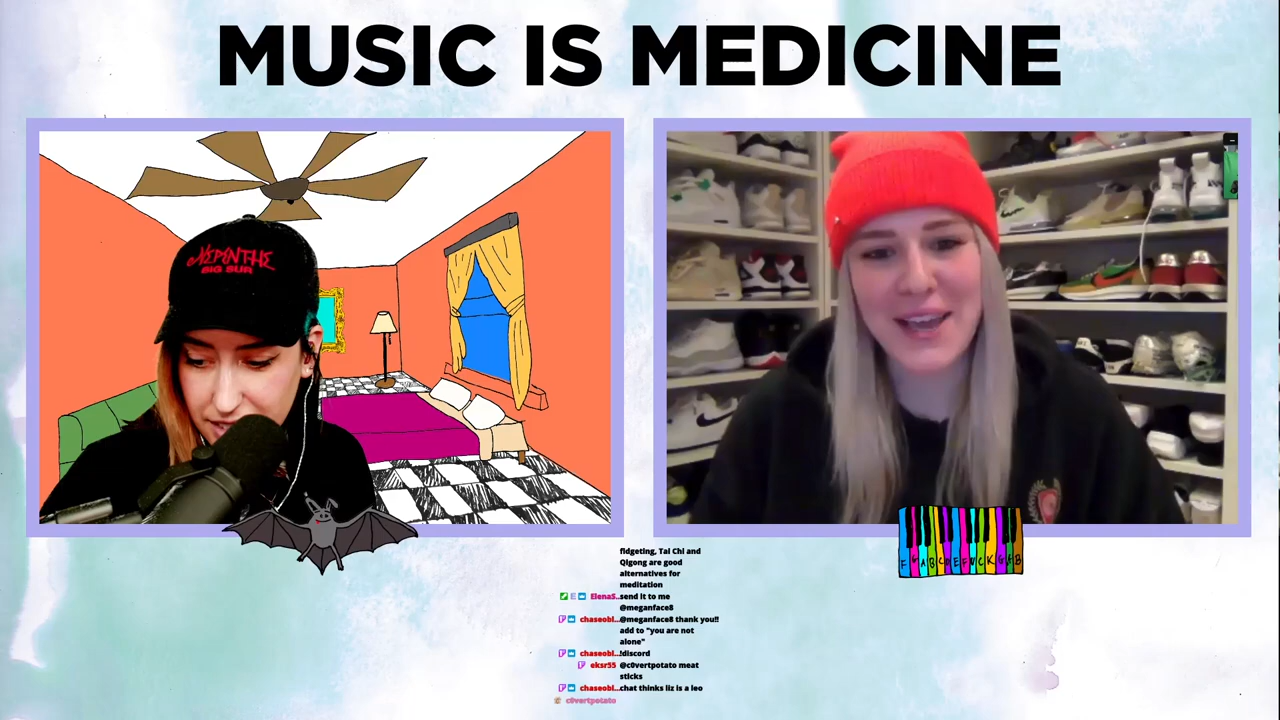 MUSIC IS MEDICINE
BIG SUR
fidgeting, Tai Chi and
Qigong are good
alternatives for
meditation
ElenaS... send it to me
@meganface8
chaseobl... @meganface8 thank you!!
add to "you are not
alone"
chaseobl... !discord
eksr55 @c0vertpotato meat
sticks
chaseobl... chat thinks liz is a leo
c0vertpotato